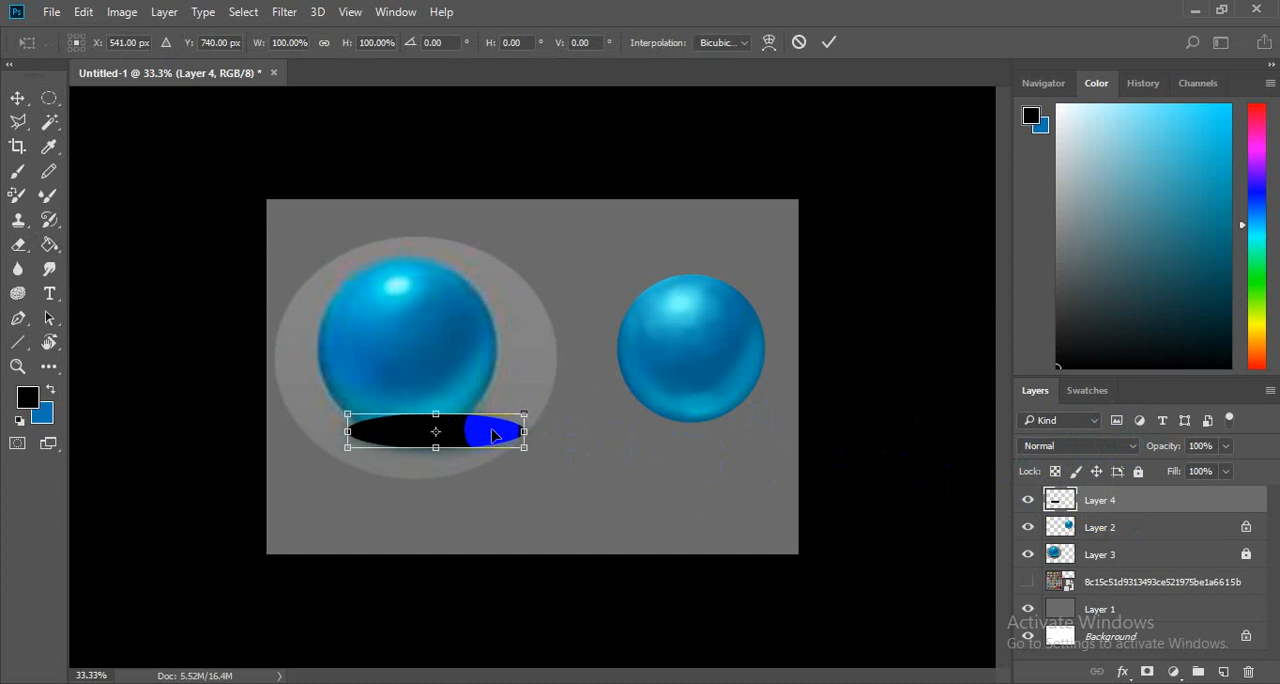 Ps File Edit Image Layer Type Select Filter 3D View Window Help
X: 541.00 px Y: 740.00 px W: 100.00% H: 100.00% 0.00 ° H: 0.00 ° V: 0.00 ° Interpolation: Bicubic...
Untitled-1 @ 33.3% (Layer 4, RGB/8) * ×
Navigator Color History Channels
Layers Swatches
Kind
Normal Opacity: 100%
Lock: Fill: 100%
Layer 4
Layer 2
Layer 3
8c15c51d9313493ce521975be1a6615b
Layer 1
Background
Activate Windows
Go to Settings to activate Windows.
33.33% Doc: 5.52M/16.4M